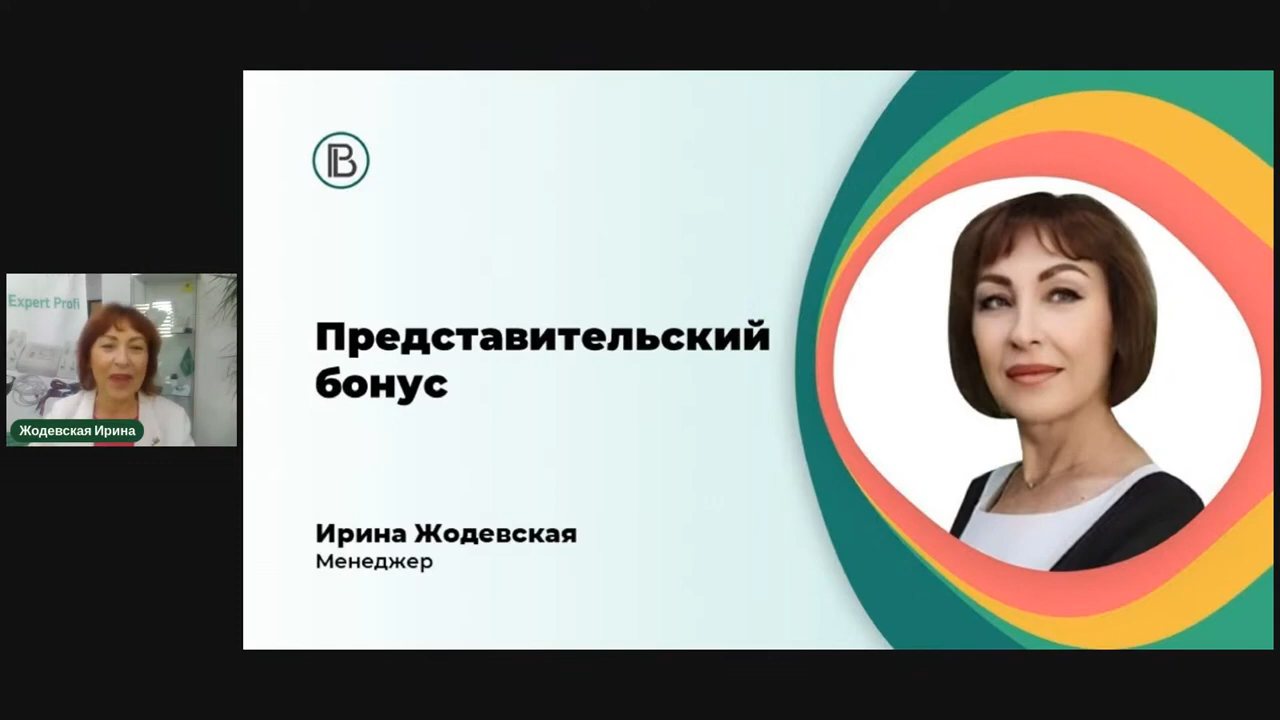 Expert Profi
Жодевская Ирина
B
Представительский
бонус
Ирина Жодевская
Менеджер